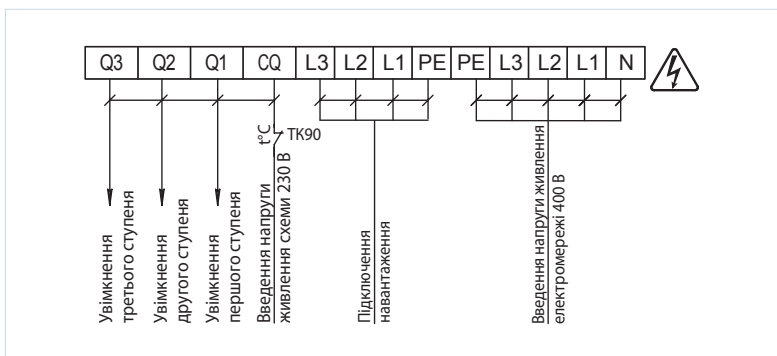 Q3 Q2 Q1 CQ L3 L2 L1 PE PE L3 L2 L1 N
t°C
TK90
Увімкнення
третього ступеня
Увімкнення
другого ступеня
Увімкнення
першого ступеня
Введення напруги
живлення схеми 230 В
Підключення
навантаження
Введення напруги живлення
електромережі 400 В